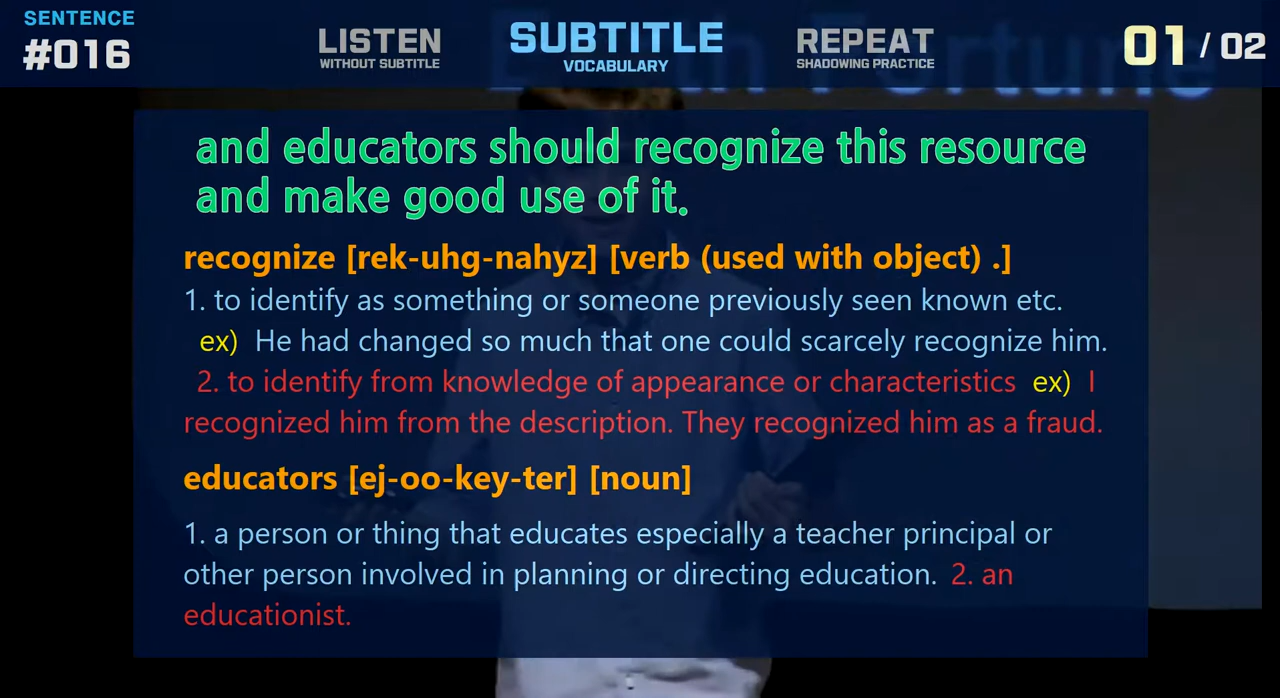 SENTENCE
#016
LISTEN
WITHOUT SUBTITLE
SUBTITLE
VOCABULARY
REPEAT
SHADOWING PRACTICE
01 / 02
and educators should recognize this resource
and make good use of it.
recognize [rek-uhg-nahyz] [verb (used with object) .]
1. to identify as something or someone previously seen known etc.
ex) He had changed so much that one could scarcely recognize him.
2. to identify from knowledge of appearance or characteristics ex) I
recognized him from the description. They recognized him as a fraud.
educators [ej-oo-key-ter] [noun]
1. a person or thing that educates especially a teacher principal or
other person involved in planning or directing education. 2. an
educationist.